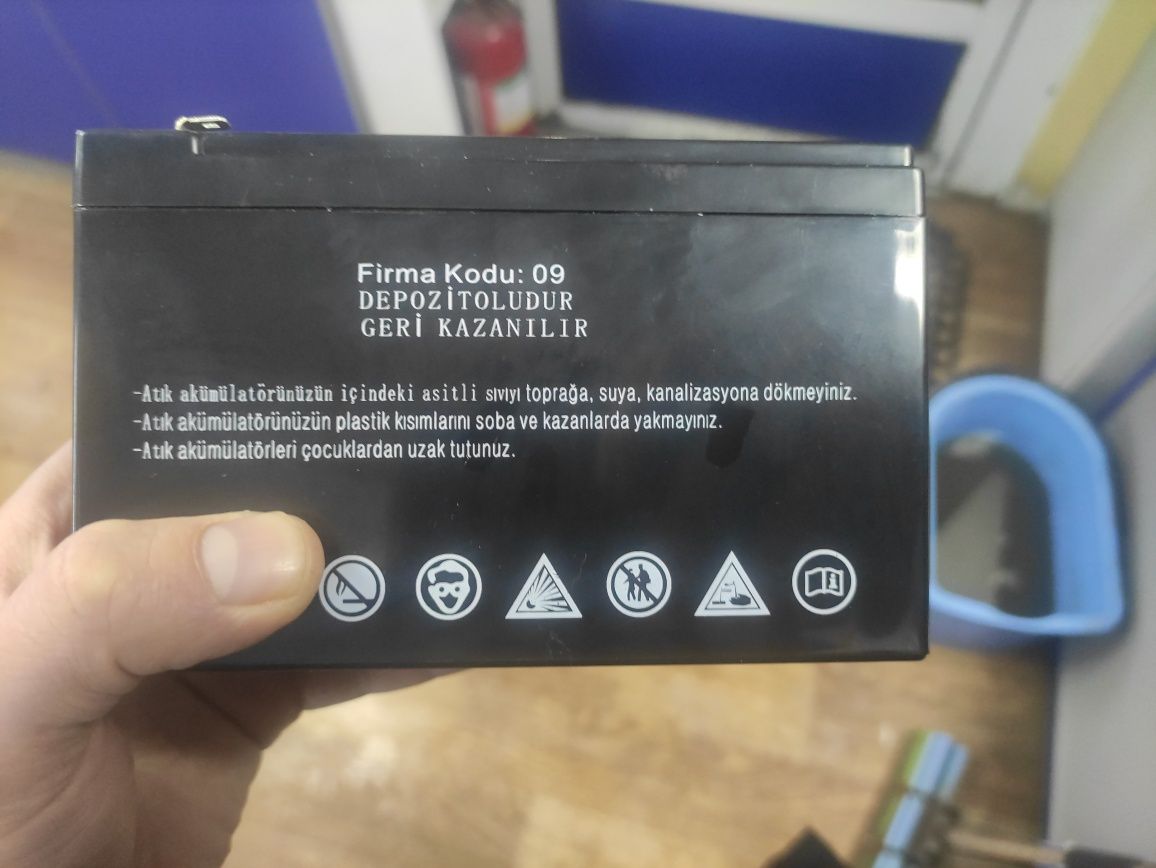 Firma Kodu: 09
DEPOZİTOLUDUR
GERİ KAZANILIR
-Atık akümülatörünüzün içindeki asitli sıvıyı toprağa, suya, kanalizasyona dökmeyiniz.
-Atık akümülatörünüzün plastik kısımlarını soba ve kazanlarda yakmayınız.
-Atık akümülatörleri çocuklardan uzak tutunuz.